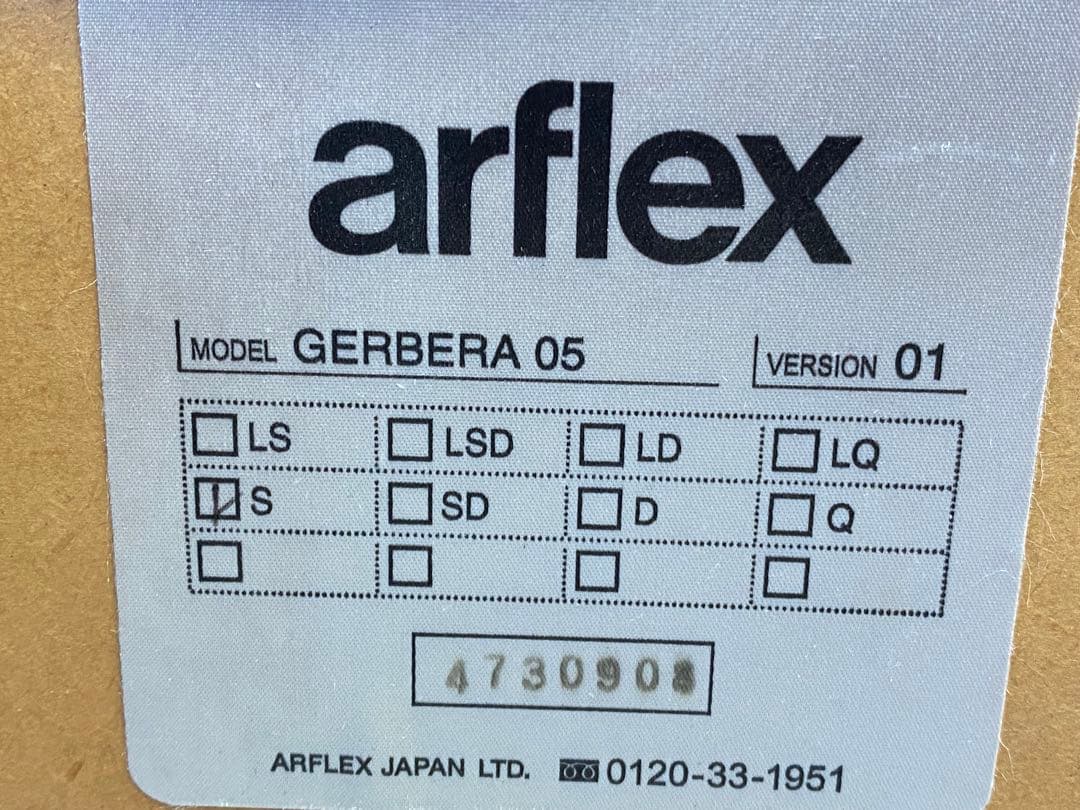 arflex
MODEL GERBERA 05 VERSION 01
LS LSD LD LQ
S SD D Q
ARFLEX JAPAN LTD. 0120-33-1951